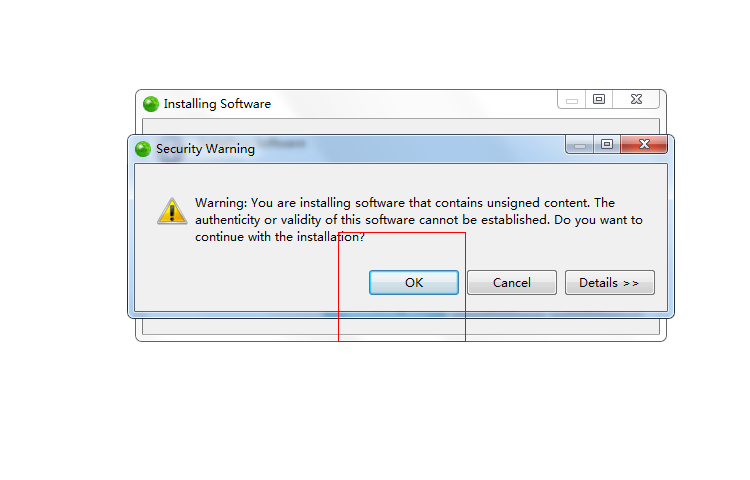 Installing Software
Security Warning
Warning: You are installing software that contains unsigned content. The
authenticity or validity of this software cannot be established. Do you want to
continue with the installation?
OK
Cancel
Details >>